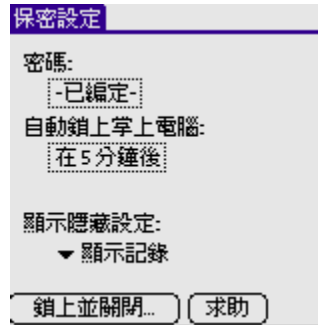 保密設定
密碼:
-已編定-
自動鎖上掌上電腦:
在5分鐘後
顯示隱藏設定:
顯示記錄
鎖上並關閉... 求助